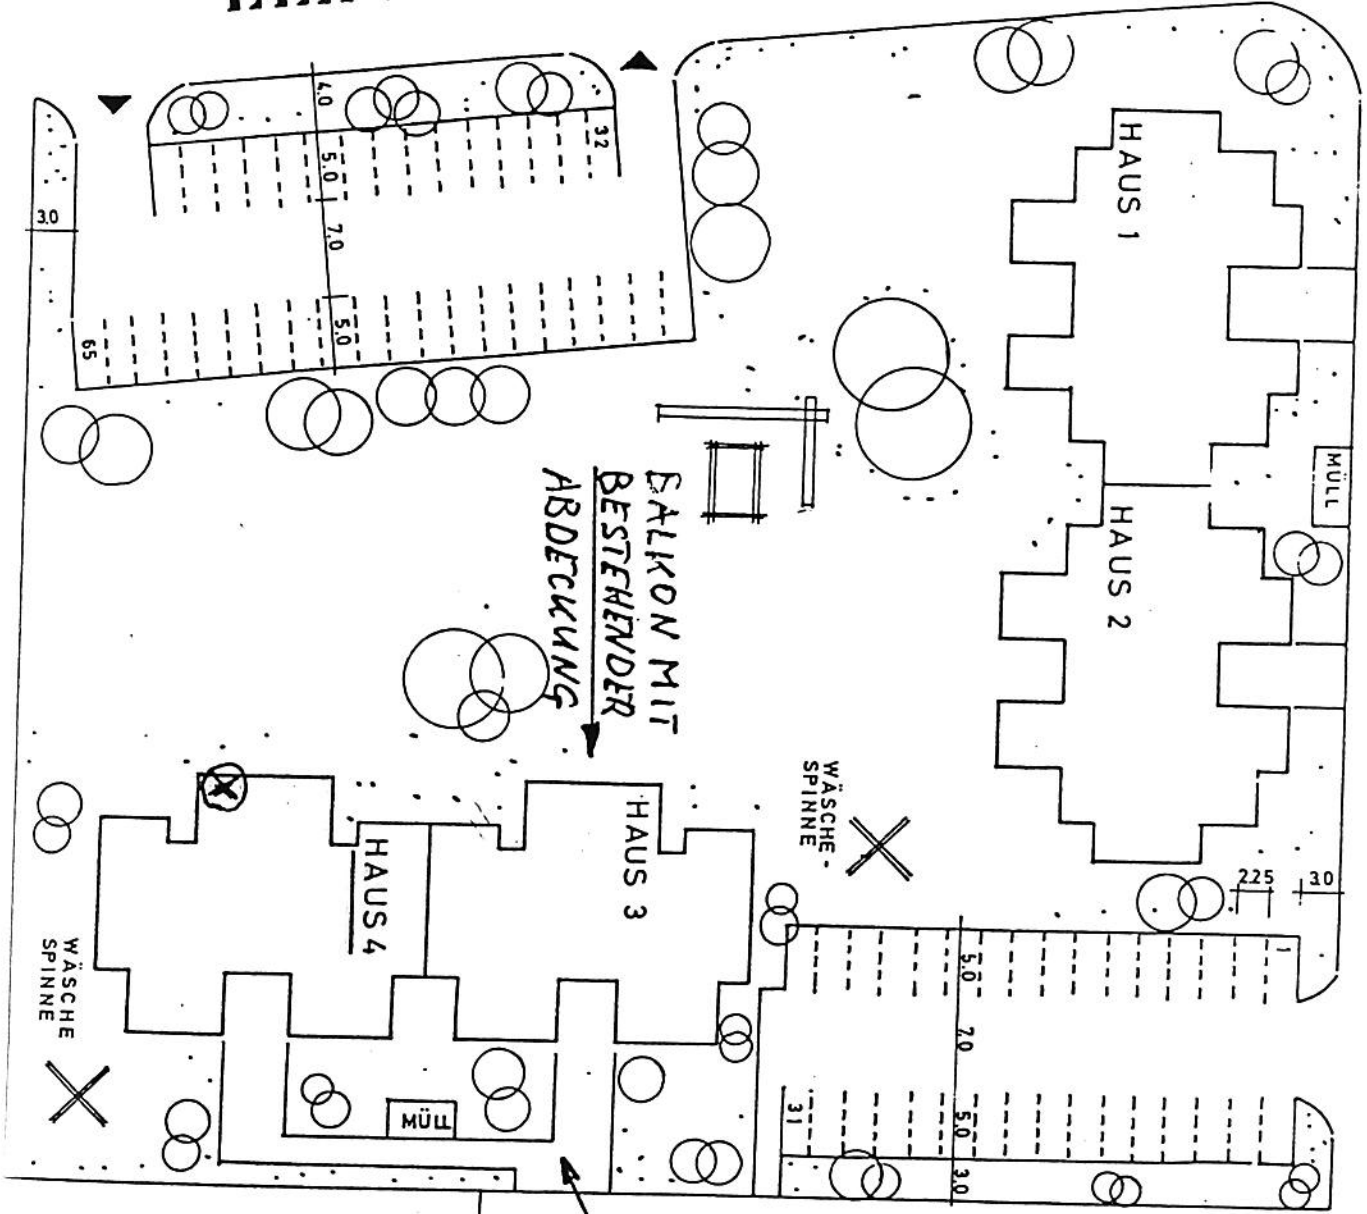 4.0
32
5.0
7.0
5.0
65
3.0
HAUS 1
MÜLL
HAUS 2
BALKON MIT
BESTEHENDER
ABDECKUNG
WÄSCHE-
SPINNE
HAUS 3
HAUS 4
X
2.25
3.0
1
5.0
7.0
31
5.0
3.0
WÄSCHE
SPINNE
MÜLL